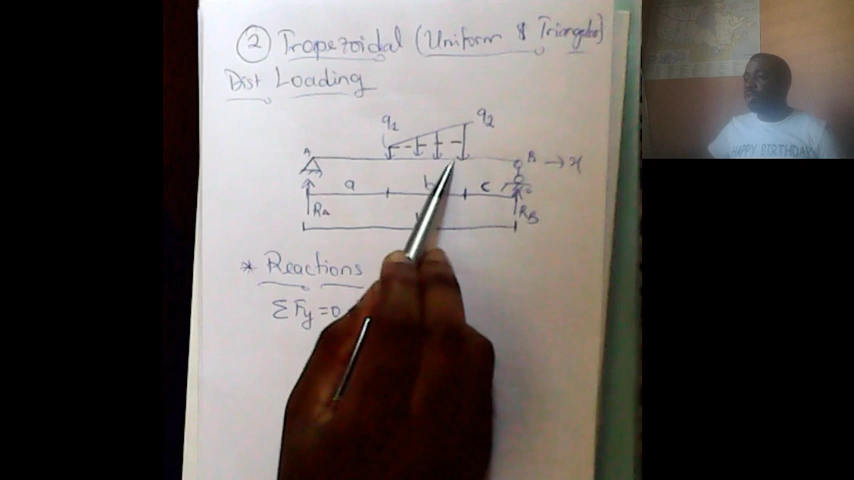 2 Trapezoidal (Uniform & Triangular)
Dist Loading
q1 q2
A B → x
a b c
RA RB
* Reactions
ΣFy = 0
HAPPY BIRTHDAY